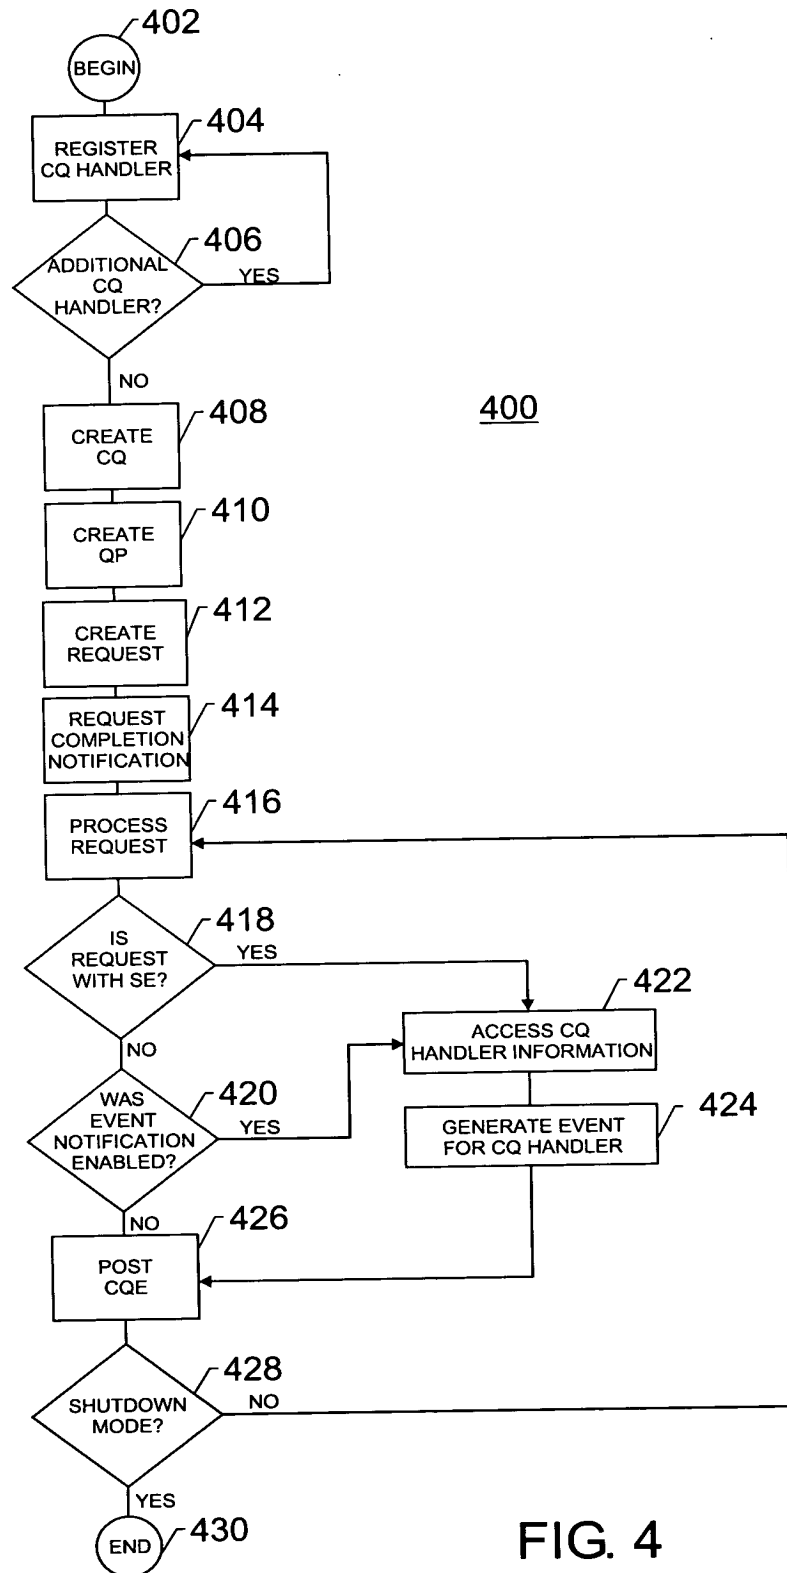 402
BEGIN
404
REGISTER
CQ HANDLER
406
ADDITIONAL
CQ
HANDLER?
YES
NO
400
408
CREATE
CQ
410
CREATE
QP
412
CREATE
REQUEST
414
REQUEST
COMPLETION
NOTIFICATION
416
PROCESS
REQUEST
418
IS
REQUEST
WITH SE?
YES
NO
422
ACCESS CQ
HANDLER INFORMATION
420
WAS
EVENT
NOTIFICATION
ENABLED?
YES
NO
424
GENERATE EVENT
FOR CQ HANDLER
426
POST
CQE
428
SHUTDOWN
MODE?
NO
YES
430
END
FIG. 4